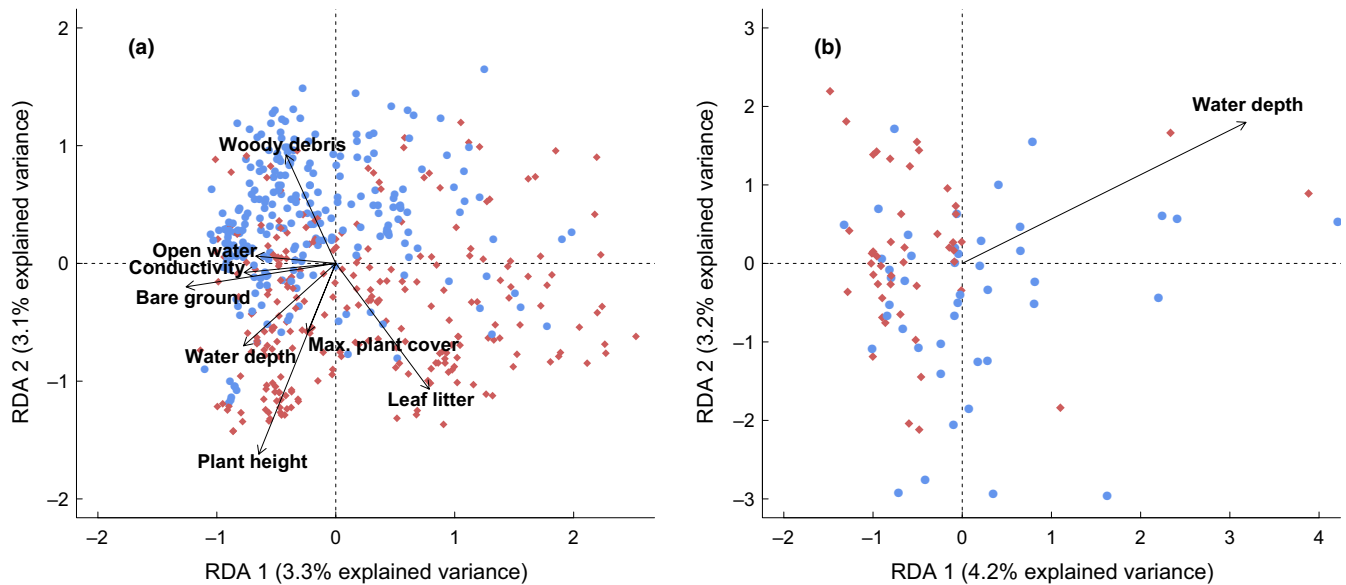 (a)
2
1
0
–1
–2
RDA 2 (3.1% explained variance)
Woody debris
Open water
Conductivity
Bare ground
Water depth
Max. plant cover
Leaf litter
Plant height
–2
–1
0
1
2
RDA 1 (3.3% explained variance)
(b)
3
2
1
0
–1
–2
–3
RDA 2 (3.2% explained variance)
Water depth
–2
–1
0
1
2
3
4
RDA 1 (4.2% explained variance)